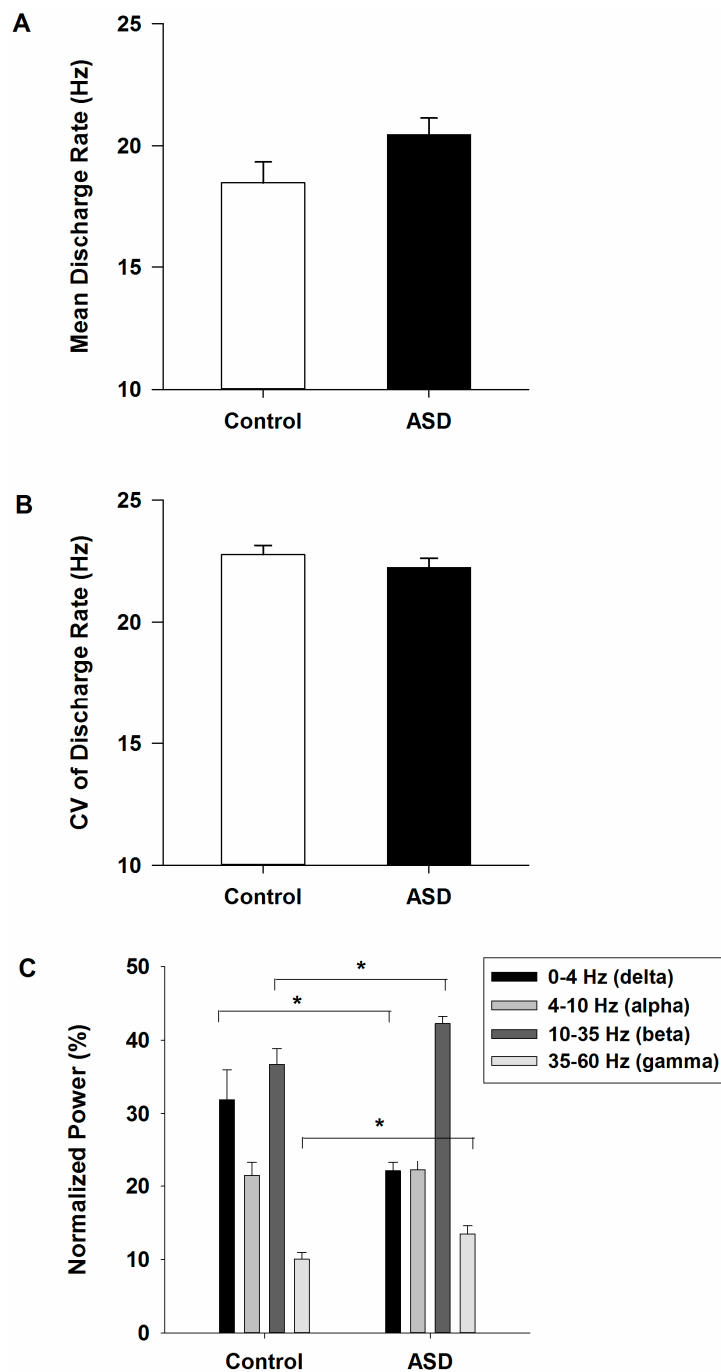 A
Mean Discharge Rate (Hz)
25
20
15
10
Control ASD
B
CV of Discharge Rate (Hz)
25
20
15
10
Control ASD
C
Normalized Power (%)
50
40
30
20
10
0
* *
*
0-4 Hz (delta)
4-10 Hz (alpha)
10-35 Hz (beta)
35-60 Hz (gamma)
Control ASD